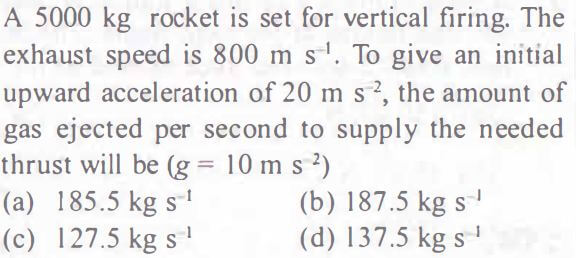 A 5000 kg rocket is set for vertical firing. The
exhaust speed is 800 m s⁻¹. To give an initial
upward acceleration of 20 m s⁻², the amount of
gas ejected per second to supply the needed
thrust will be (g = 10 m s⁻²)
(a) 185.5 kg s⁻¹ (b) 187.5 kg s⁻¹
(c) 127.5 kg s⁻¹ (d) 137.5 kg s⁻¹